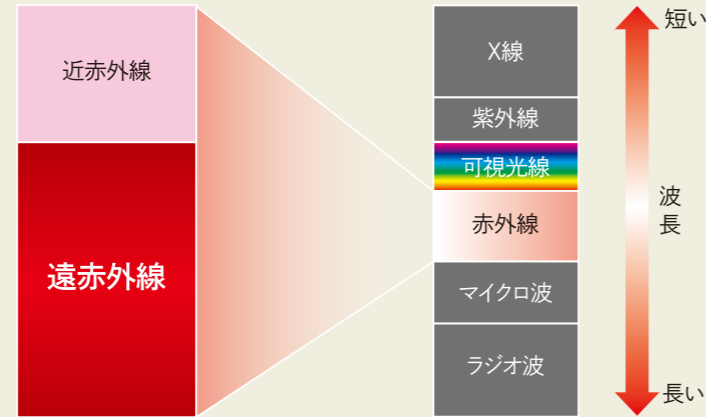 近赤外線
遠赤外線
X線
紫外線
可視光線
赤外線
マイクロ波
ラジオ波
短い
波長
長い